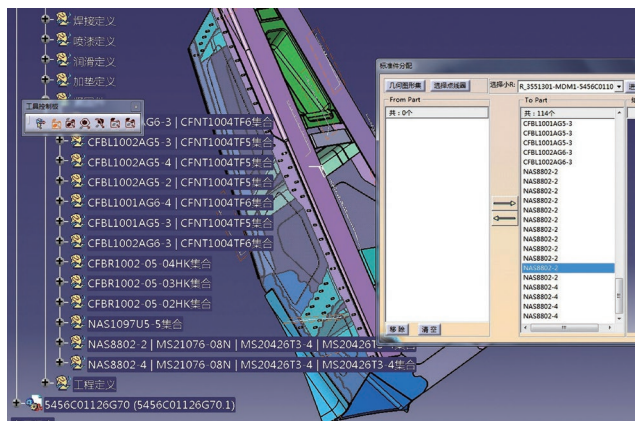 焊接定义
喷漆定义
润滑定义
加垫定义
工具控制板
AG6-3 | CFNT1004TF6集合
CFBL1002AG5-3 | CFNT1004TF5集合
CFBL1002AG5-4 | CFNT1004TF5集合
CFBL1002AG5-2 | CFNT1004TF5集合
CFBL1001AG6-4 | CFNT1004TF6集合
CFBL1001AG5-3 | CFNT1004TF5集合
CFBL1002AG6-3 | CFNT1004TF6集合
CFBR1002-05-04HK集合
CFBR1002-05-03HK集合
CFBR1002-05-02HK集合
NAS1097U5-5集合
NAS8802-2 | MS21076-08N | MS20426T3-4 | MS20426T3-4集合
NAS8802-4 | MS21076-08N | MS20426T3-4 | MS20426T3-4集合
工程定义
5456C01126G70 (5456C01126G70.1)
标准件分配
几何图形集
选择点线面
选择小R:
R_3551301-MDM1-5456C0110
From Part
共：0个
移除
清空
To Part
共：114个
CFBL1001AG5-3
CFBL1002AG6-3
CFBL1001AG5-3
CFBL1002AG6-3
NAS8802-2
NAS8802-2
NAS8802-2
NAS8802-2
NAS8802-2
NAS8802-2
NAS8802-2
NAS8802-2
NAS8802-2
NAS8802-2
NAS8802-2
NAS8802-2
NAS8802-4
NAS8802-4
NAS8802-4